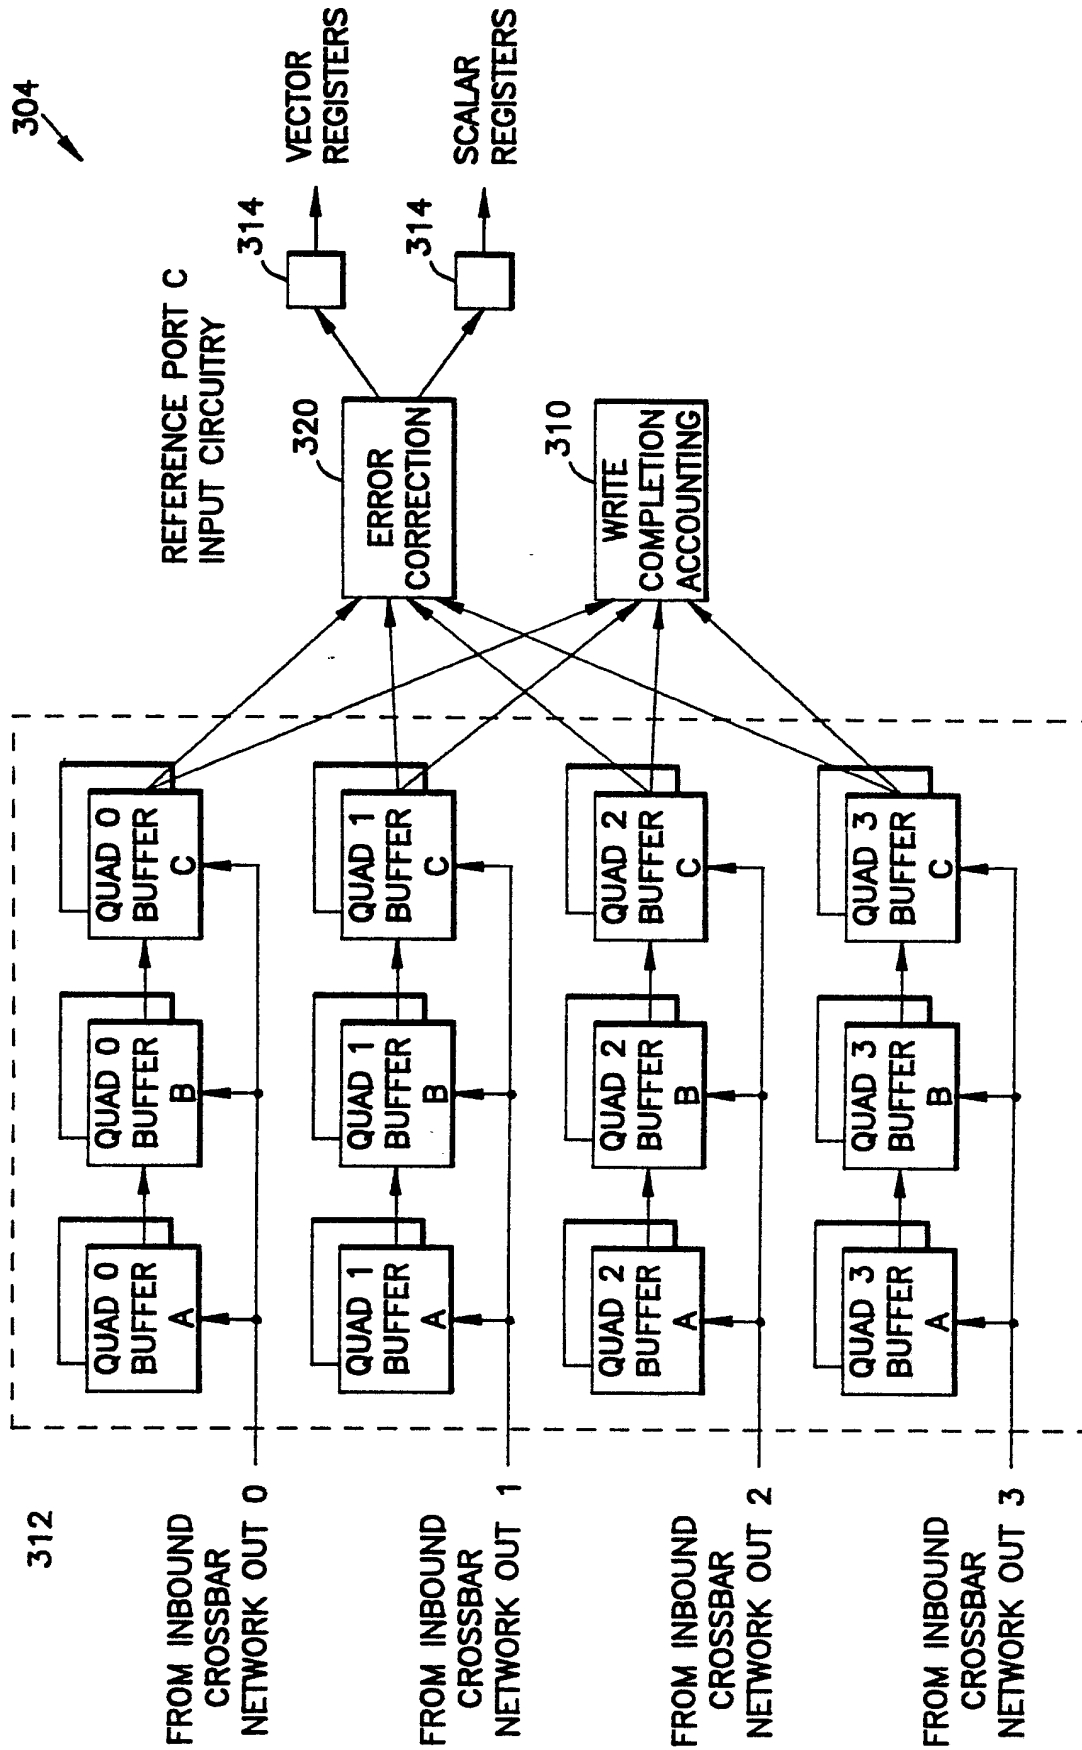 304
REFERENCE PORT C
INPUT CIRCUITRY
312
FROM INBOUND
CROSSBAR
NETWORK OUT 0
QUAD 0
BUFFER
A
QUAD 0
BUFFER
B
QUAD 0
BUFFER
C
FROM INBOUND
CROSSBAR
NETWORK OUT 1
QUAD 1
BUFFER
A
QUAD 1
BUFFER
B
QUAD 1
BUFFER
C
FROM INBOUND
CROSSBAR
NETWORK OUT 2
QUAD 2
BUFFER
A
QUAD 2
BUFFER
B
QUAD 2
BUFFER
C
FROM INBOUND
CROSSBAR
NETWORK OUT 3
QUAD 3
BUFFER
A
QUAD 3
BUFFER
B
QUAD 3
BUFFER
C
320
ERROR
CORRECTION
310
WRITE
COMPLETION
ACCOUNTING
314
VECTOR
REGISTERS
314
SCALAR
REGISTERS